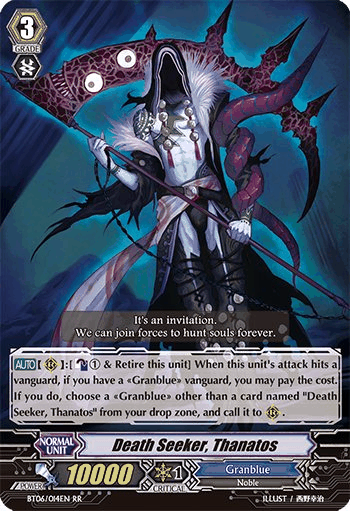 3
GRADE
It's an invitation.
We can join forces to hunt souls forever.
AUTO [ ]:[ ① & Retire this unit] When this unit's attack hits a
vanguard, if you have a «Granblue» vanguard, you may pay the cost.
If you do, choose a «Granblue» other than a card named "Death
Seeker, Thanatos" from your drop zone, and call it to .
NORMAL
UNIT
Death Seeker, Thanatos
10000
POWER
1
CRITICAL
Granblue
Noble
BT06/014EN RR
ILLUST / 西野幸治